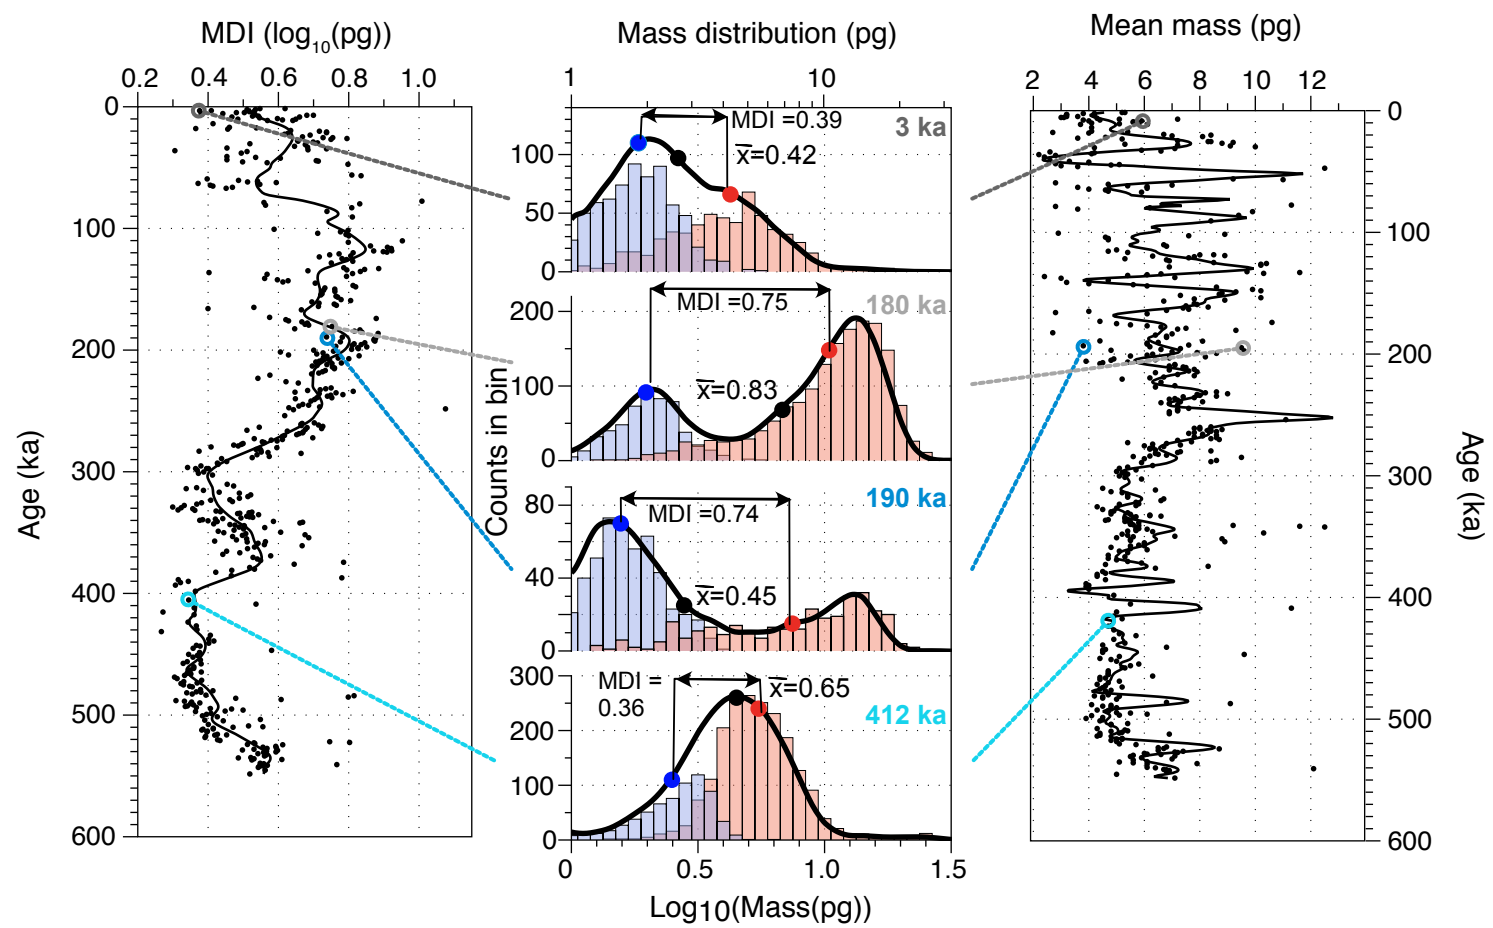 MDI (log10(pg))
Mass distribution (pg)
Mean mass (pg)
0.2 0.4 0.6 0.8 1.0
1 10
2 4 6 8 10 12
0
100
200
300
400
500
600
Age (ka)
Counts in bin
MDI =0.39
x̅=0.42
3 ka
100
50
0
MDI =0.75
x̅=0.83
180 ka
200
100
0
MDI =0.74
x̅=0.45
190 ka
80
40
0
MDI =
0.36
x̅=0.65
412 ka
300
200
100
0
0 0.5 1.0 1.5
Log10(Mass(pg))
0
100
200
300
400
500
600
Age (ka)